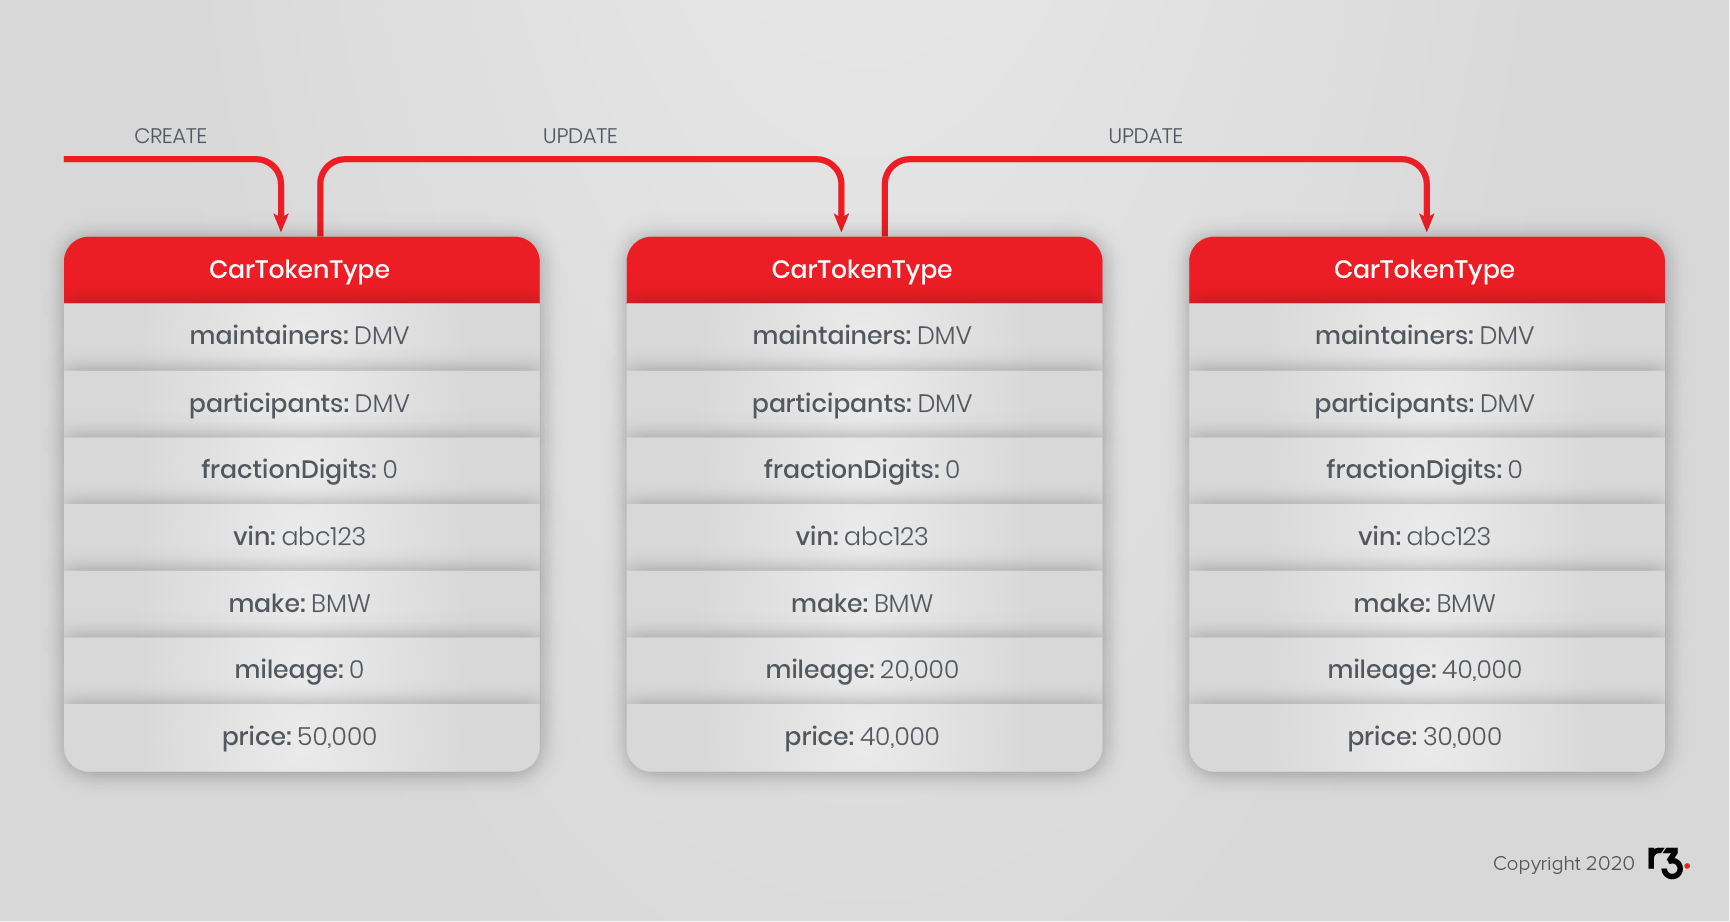 CREATE
UPDATE
UPDATE
CarTokenType
maintainers: DMV
participants: DMV
fractionDigits: 0
vin: abc123
make: BMW
mileage: 0
price: 50,000
CarTokenType
maintainers: DMV
participants: DMV
fractionDigits: 0
vin: abc123
make: BMW
mileage: 20,000
price: 40,000
CarTokenType
maintainers: DMV
participants: DMV
fractionDigits: 0
vin: abc123
make: BMW
mileage: 40,000
price: 30,000
Copyright 2020 r3.